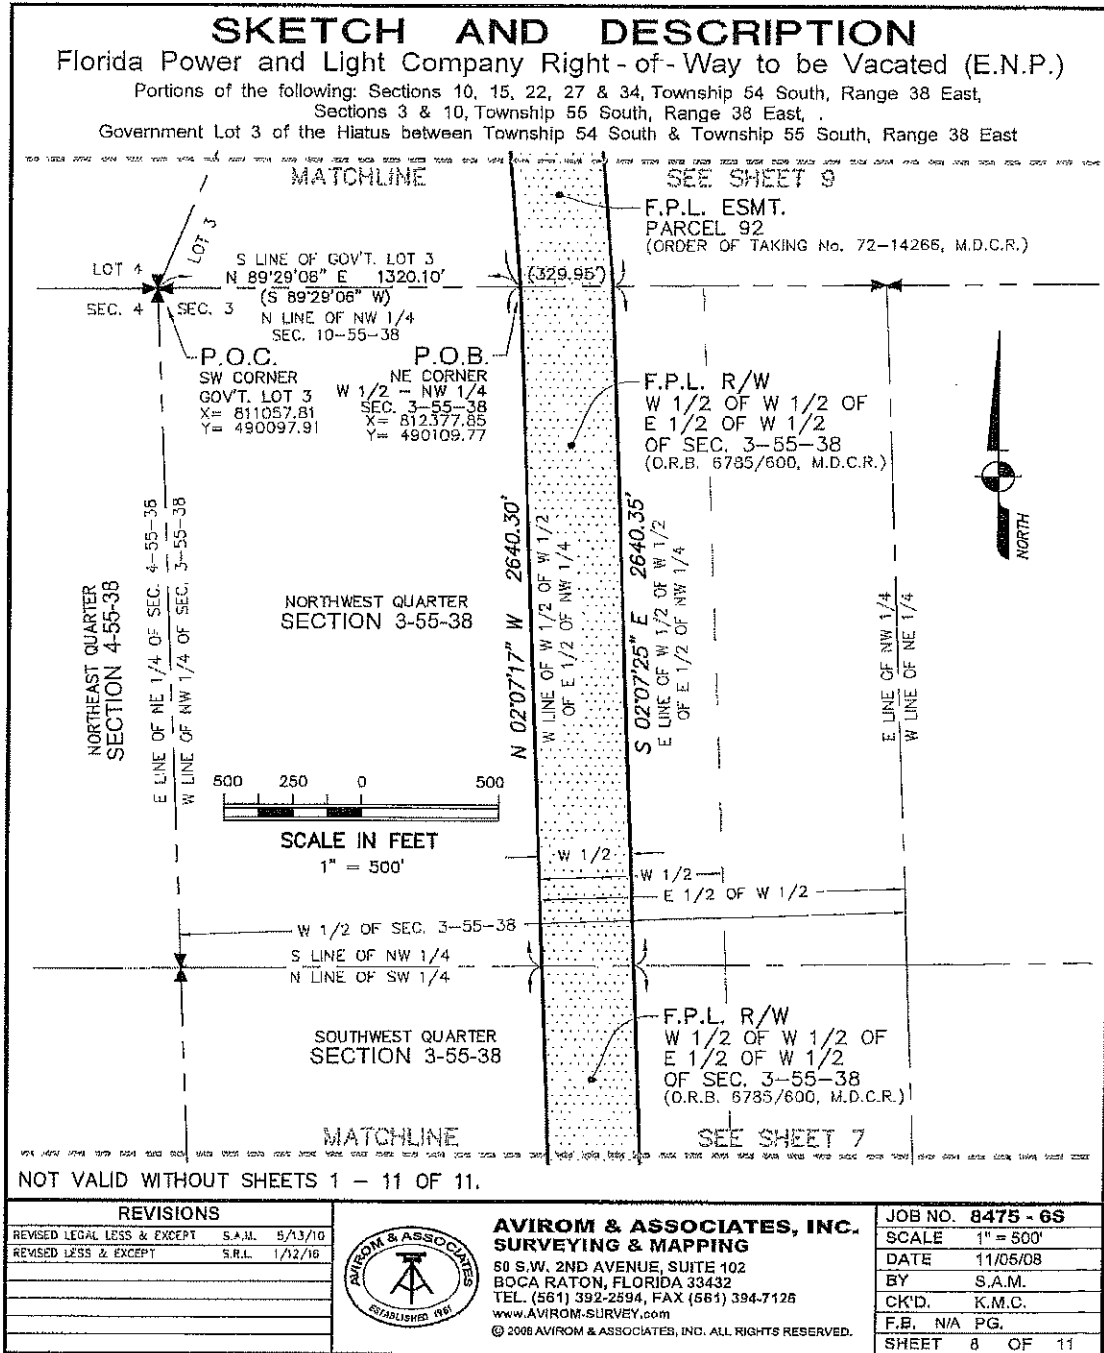 SKETCH AND DESCRIPTION
Florida Power and Light Company Right-of-Way to be Vacated (E.N.P.)
Portions of the following: Sections 10, 15, 22, 27 & 34, Township 54 South, Range 38 East,
Sections 3 & 10, Township 55 South, Range 38 East, .
Government Lot 3 of the Hiatus between Township 54 South & Township 55 South, Range 38 East
MATCHLINE
SEE SHEET 9
F.P.L. ESMT.
PARCEL 92
(ORDER OF TAKING No. 72-14266, M.D.C.R.)
LOT 3
LOT 4
S LINE OF GOV'T. LOT 3
N 89°29'06" E 1320.10'
(S 89°29'06" W)
(329.95')
SEC. 4
SEC. 3
N LINE OF NW 1/4
SEC. 10-55-38
P.O.C.
SW CORNER
GOV'T. LOT 3
X= 811057.81
Y= 490097.91
P.O.B.
NE CORNER
W 1/2 - NW 1/4
SEC. 3-55-38
X= 812377.85
Y= 490109.77
F.P.L. R/W
W 1/2 OF W 1/2 OF
E 1/2 OF W 1/2
OF SEC. 3-55-38
(O.R.B. 6785/600, M.D.C.R.)
NORTH
NORTHEAST QUARTER
SECTION 4-55-38
E LINE OF NE 1/4 OF SEC. 4-55-38
W LINE OF NW 1/4 OF SEC. 3-55-38
NORTHWEST QUARTER
SECTION 3-55-38
N 02°07'17" W 2640.30'
W LINE OF W 1/2 OF W 1/2
OF E 1/2 OF NW 1/4
S 02°07'25" E 2640.35'
E LINE OF W 1/2 OF W 1/2
OF E 1/2 OF NW 1/4
E LINE OF NW 1/4
W LINE OF NE 1/4
500 250 0 500
SCALE IN FEET
1" = 500'
W 1/2
W 1/2
E 1/2 OF W 1/2
W 1/2 OF SEC. 3-55-38
S LINE OF NW 1/4
N LINE OF SW 1/4
SOUTHWEST QUARTER
SECTION 3-55-38
F.P.L. R/W
W 1/2 OF W 1/2 OF
E 1/2 OF W 1/2
OF SEC. 3-55-38
(O.R.B. 6785/600, M.D.C.R.)
MATCHLINE
SEE SHEET 7
NOT VALID WITHOUT SHEETS 1 - 11 OF 11.
REVISIONS
REVISED LEGAL LESS & EXCEPT S.A.M. 5/13/10
REVISED LESS & EXCEPT S.R.L. 1/12/16
AVIROM & ASSOCIATES
ESTABLISHED 1981
AVIROM & ASSOCIATES, INC.
SURVEYING & MAPPING
50 S.W. 2ND AVENUE, SUITE 102
BOCA RATON, FLORIDA 33432
TEL. (561) 392-2594, FAX (561) 394-7125
www.AVIROM-SURVEY.com
© 2008 AVIROM & ASSOCIATES, INC. ALL RIGHTS RESERVED.
JOB NO. 8475 - 6S
SCALE 1" = 500'
DATE 11/05/08
BY S.A.M.
CK'D. K.M.C.
F.B. N/A PG.
SHEET 8 OF 11